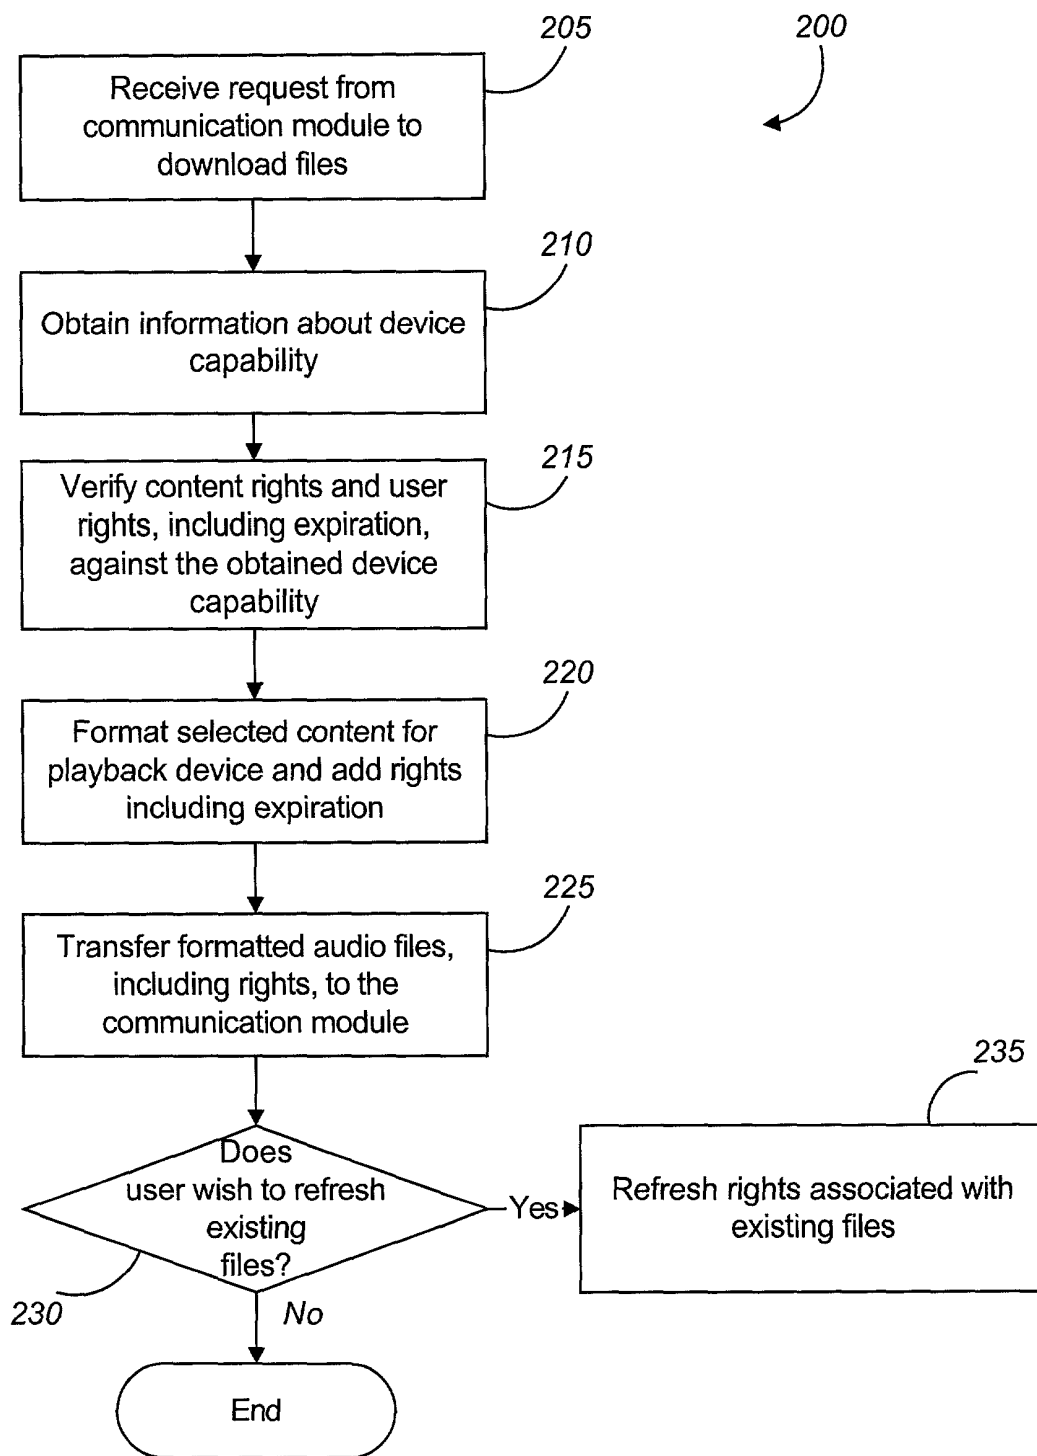 205
200
Receive request from
communication module to
download files
210
Obtain information about device
capability
215
Verify content rights and user
rights, including expiration,
against the obtained device
capability
220
Format selected content for
playback device and add rights
including expiration
225
Transfer formatted audio files,
including rights, to the
communication module
235
Does
user wish to refresh
existing
files?
Yes
Refresh rights associated with
existing files
230
No
End